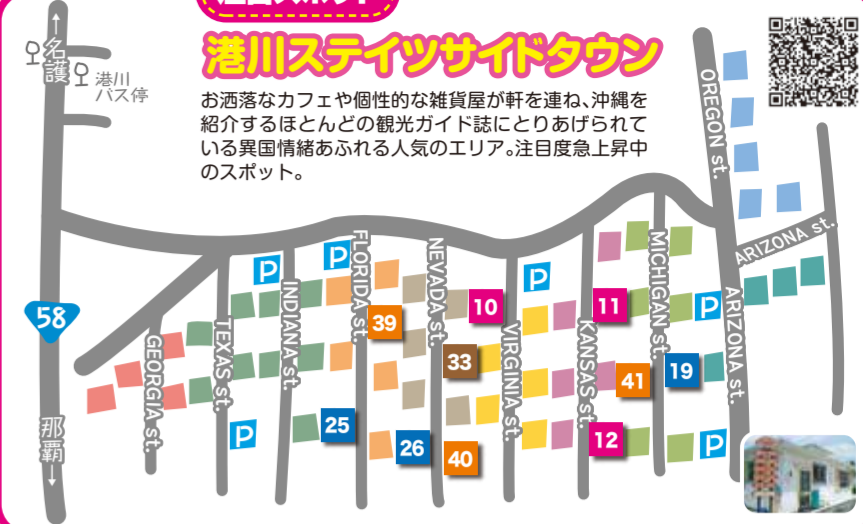 港川ステイツサイドタウン
お洒落なカフェや個性的な雑貨屋が軒を連ね、沖縄を
紹介するほとんどの観光ガイド誌にとりあげられて
いる異国情緒あふれる人気のエリア。注目度急上昇中
のスポット。
↑名護
港川
バス停
58
那覇↓
OREGON st.
ARIZONA st.
ARIZONA st.
MICHIGAN st.
KANSAS st.
VIRGINIA st.
NEVADA st.
FLORIDA st.
INDIANA st.
TEXAS st.
GEORGIA st.
P
P
P
P
P
P
10
11
39
33
41
19
25
26
40
12